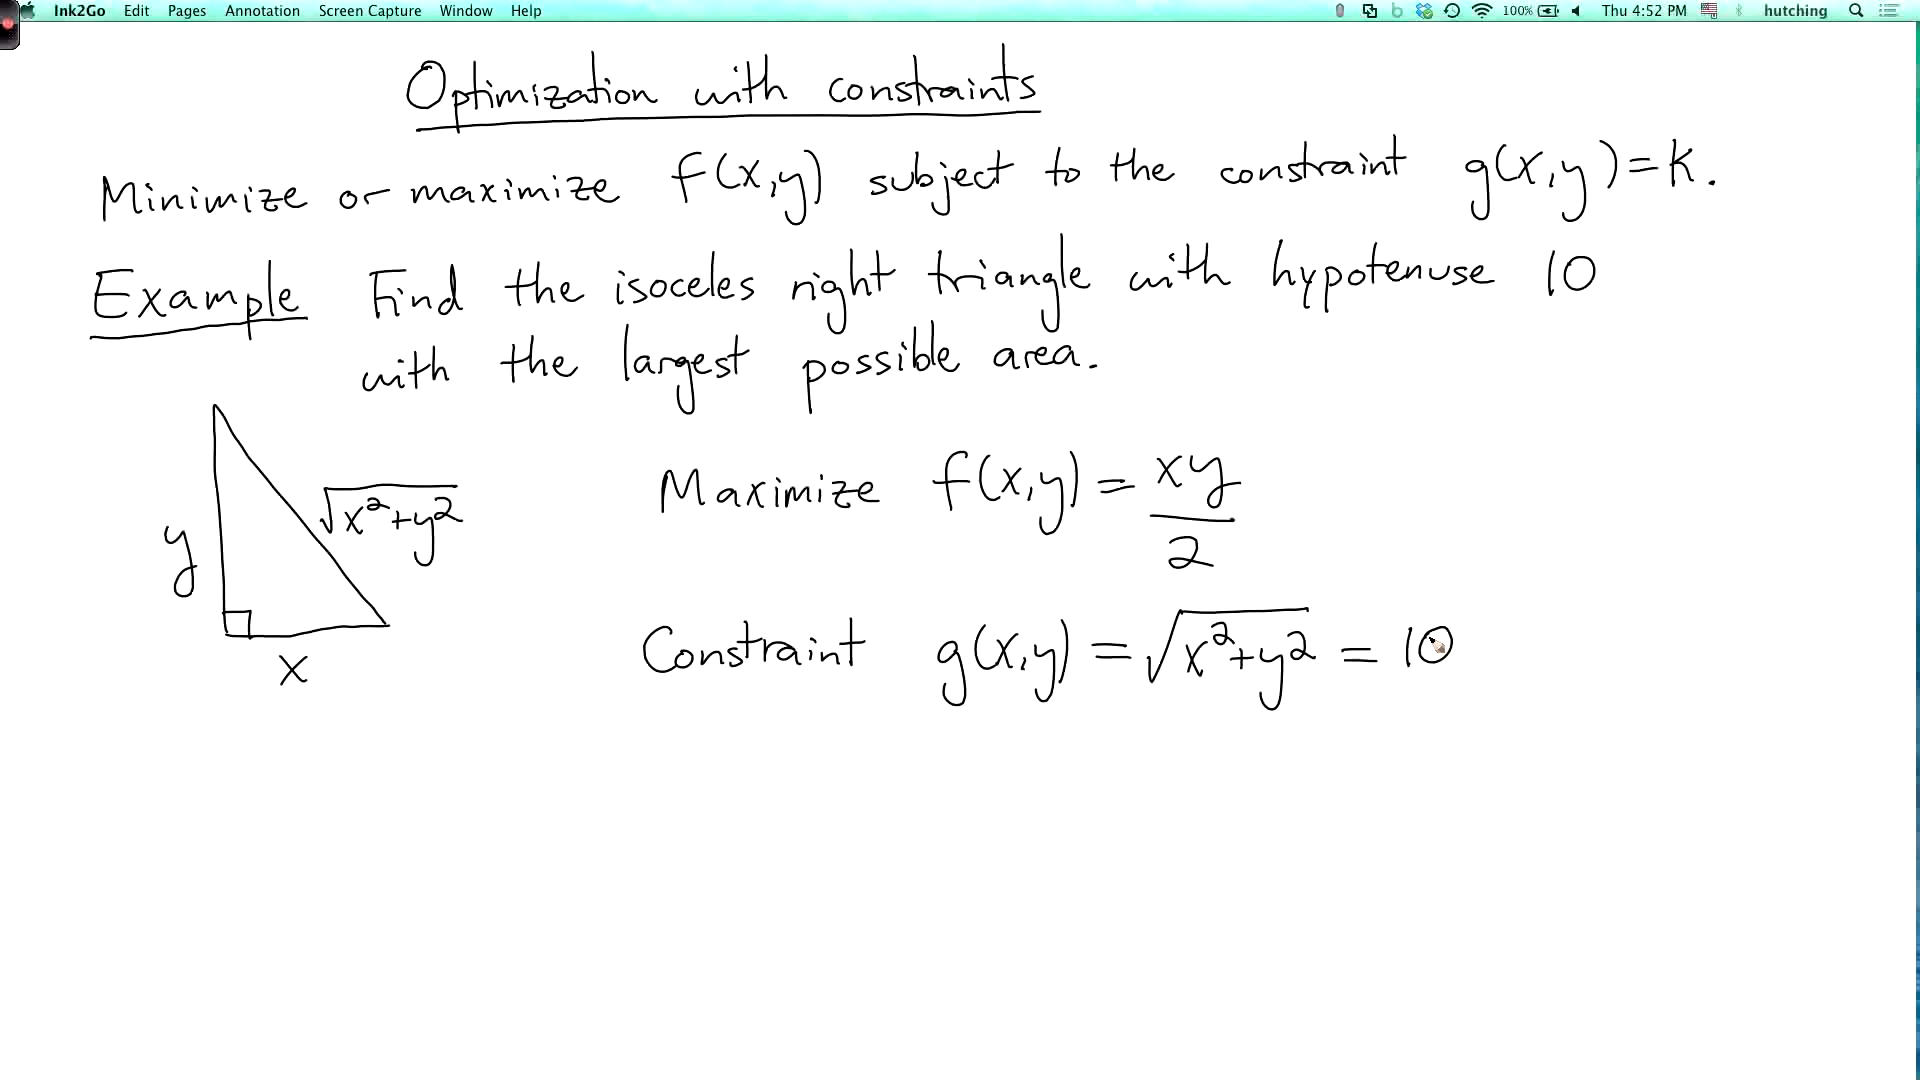 Ink2Go Edit Pages Annotation Screen Capture Window Help 100% Thu 4:52 PM hutching
Optimization with constraints
Minimize or maximize f(x,y) subject to the constraint g(x,y)=k.
Example Find the isoceles right triangle with hypotenuse 10
with the largest possible area.
√x²+y²
y
x
Maximize f(x,y) = xy/2
Constraint g(x,y) = √x²+y² = 10